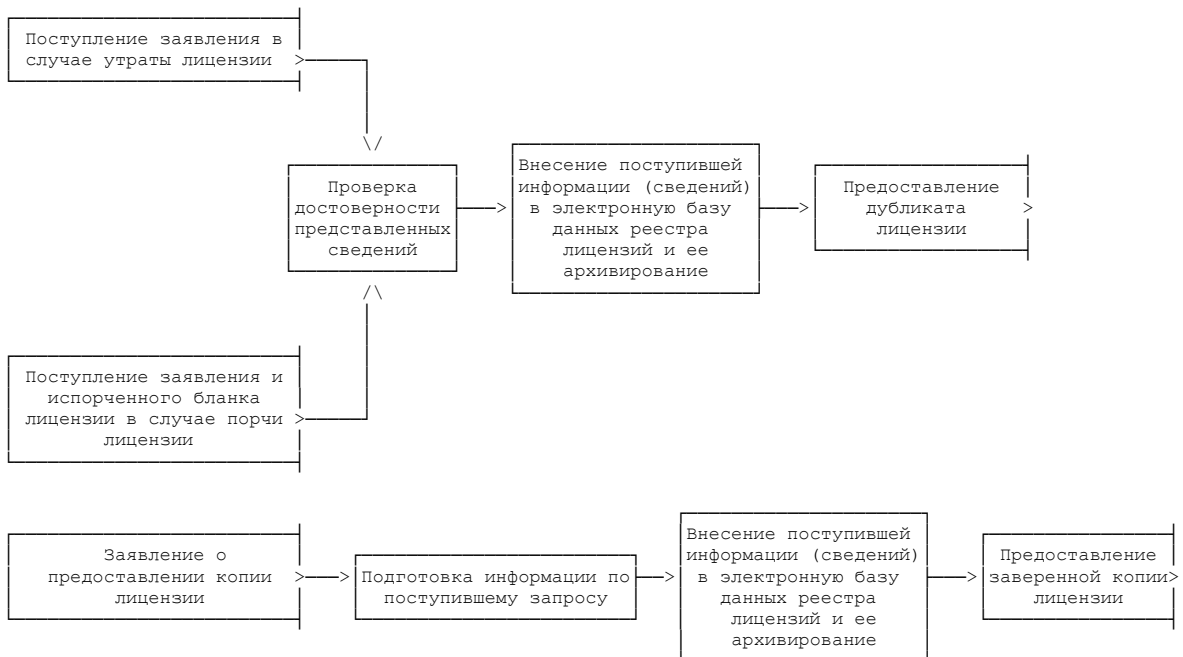 Поступление заявления в
случае утраты лицензии
Проверка
достоверности
представленных
сведений
Внесение поступившей
информации (сведений)
в электронную базу
данных реестра
лицензий и ее
архивирование
Предоставление
дубликата
лицензии
Поступление заявления и
испорченного бланка
лицензии в случае порчи
лицензии
Заявление о
предоставлении копии
лицензии
Подготовка информации по
поступившему запросу
Внесение поступившей
информации (сведений)
в электронную базу
данных реестра
лицензий и ее
архивирование
Предоставление
заверенной копии
лицензии